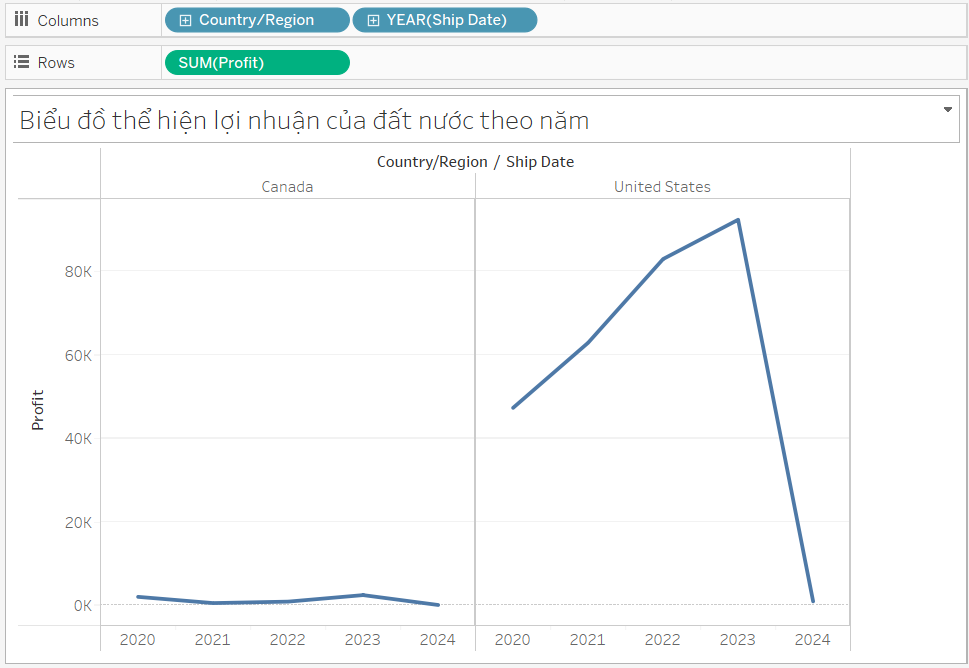 Columns Country/Region YEAR(Ship Date)
Rows SUM(Profit)
Biểu đồ thể hiện lợi nhuận của đất nước theo năm
Country/Region / Ship Date
Canada United States
80K
60K
40K
20K
0K
Profit
2020 2021 2022 2023 2024 2020 2021 2022 2023 2024